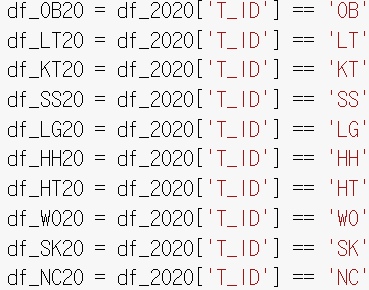 df_OB20 = df_2020['T_ID'] == 'OB'
df_LT20 = df_2020['T_ID'] == 'LT'
df_KT20 = df_2020['T_ID'] == 'KT'
df_SS20 = df_2020['T_ID'] == 'SS'
df_LG20 = df_2020['T_ID'] == 'LG'
df_HH20 = df_2020['T_ID'] == 'HH'
df_HT20 = df_2020['T_ID'] == 'HT'
df_WO20 = df_2020['T_ID'] == 'WO'
df_SK20 = df_2020['T_ID'] == 'SK'
df_NC20 = df_2020['T_ID'] == 'NC'